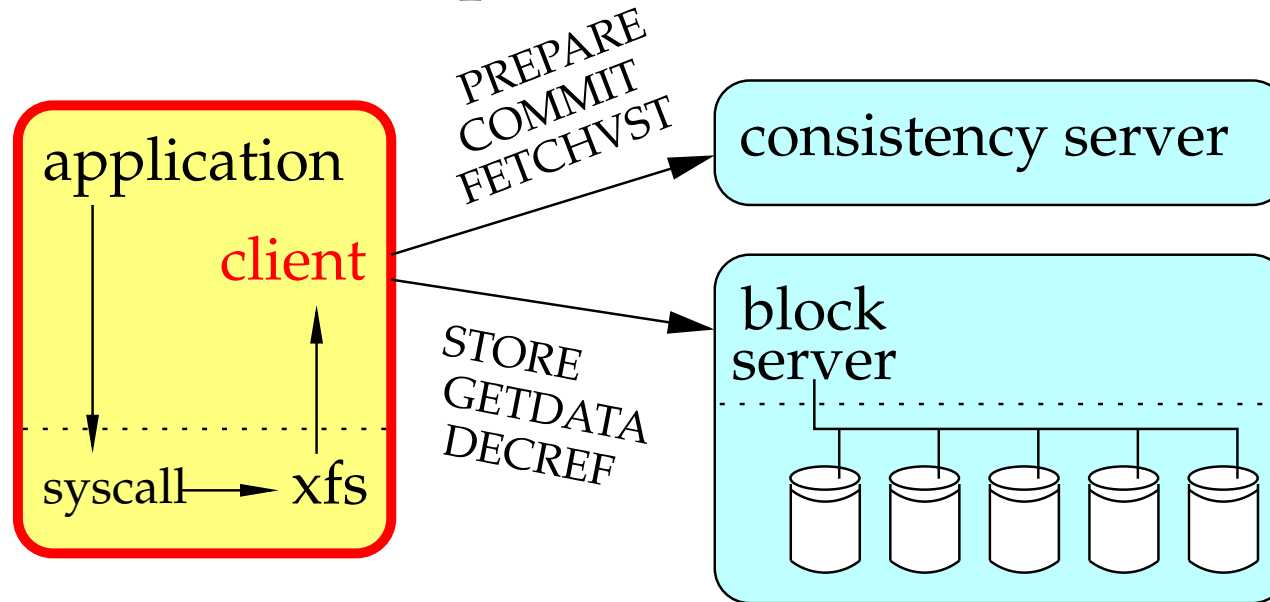 application
client
syscall
xfs
PREPARE
COMMIT
FETCHVST
STORE
GETDATA
DECREF
consistency server
block
server